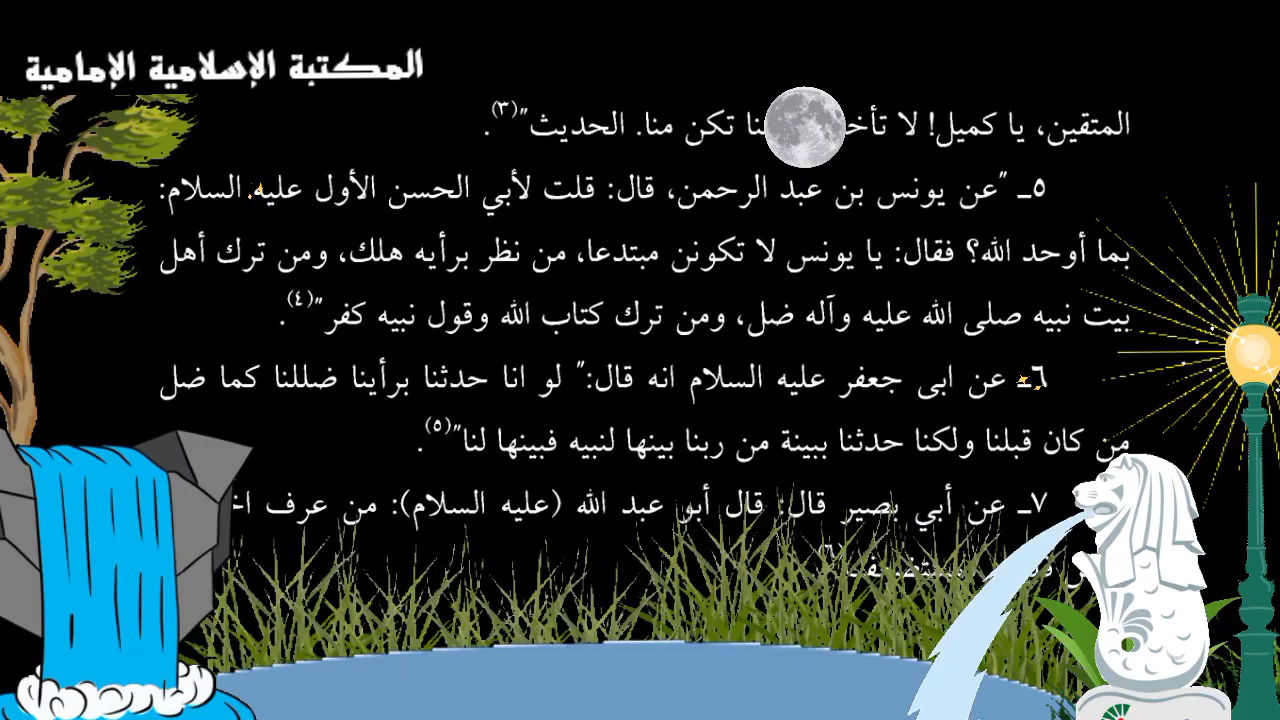 المكتبة الإسلامية الإمامية
المتقين، يا كميل! لا تكن منا. الحديث"(٣).
٥ـ "عن يونس بن عبد الرحمن، قال: قلت لأبي الحسن الأول عليه السلام:
بما أوحد الله؟ فقال: يا يونس لا تكونن مبتدعا، من نظر برأيه هلك، ومن ترك أهل
بيت نبيه صلى الله عليه وآله ضل، ومن ترك كتاب الله وقول نبيه كفر"(٤).
٦ـ عن ابى جعفر عليه السلام انه قال:" لو انا حدثنا برأينا ضللنا كما ضل
من كان قبلنا ولكنا حدثنا ببينة من ربنا بينها لنبيه فبينها لنا"(٥).
٧ـ عن أبي بصير قال: قال أبو عبد الله (عليه السلام): من عرف